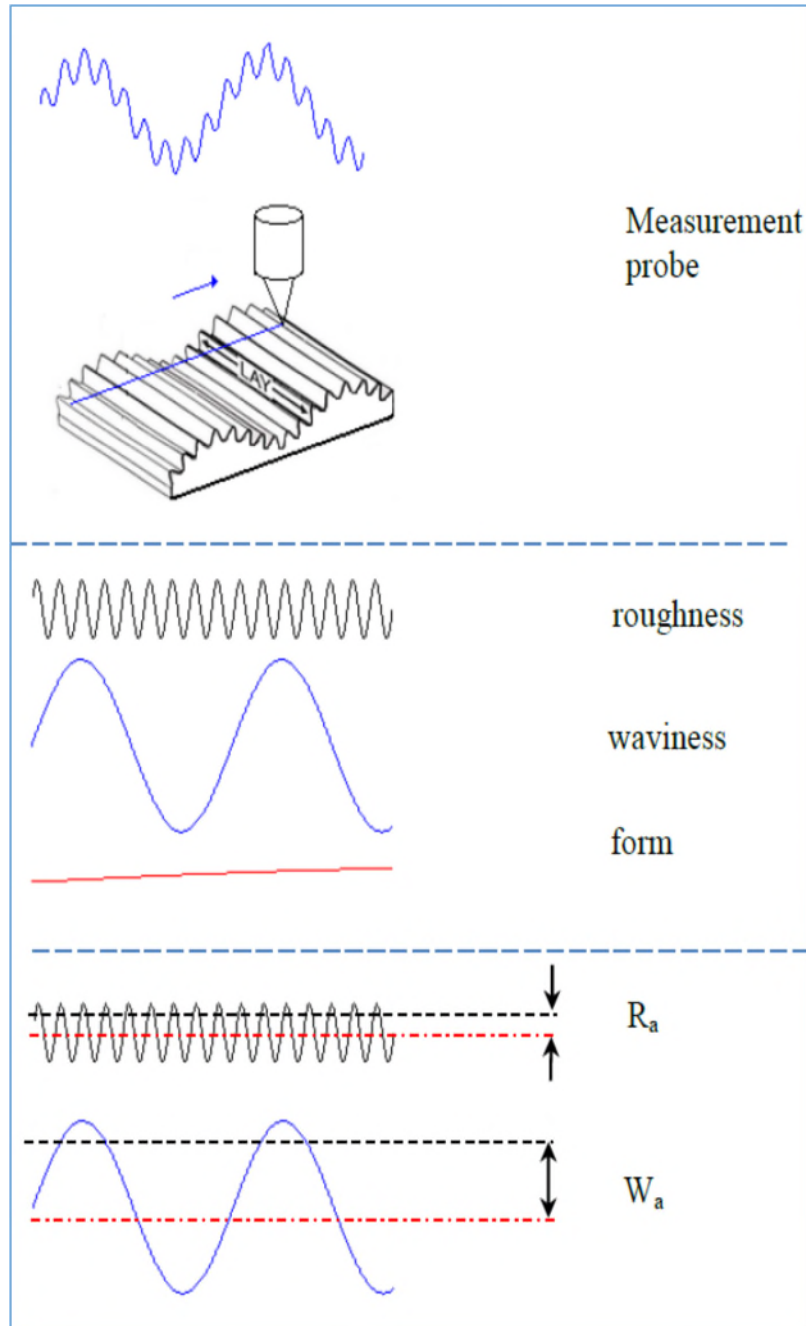 Measurement
probe
LAY
roughness
waviness
form
Rₐ
Wₐ